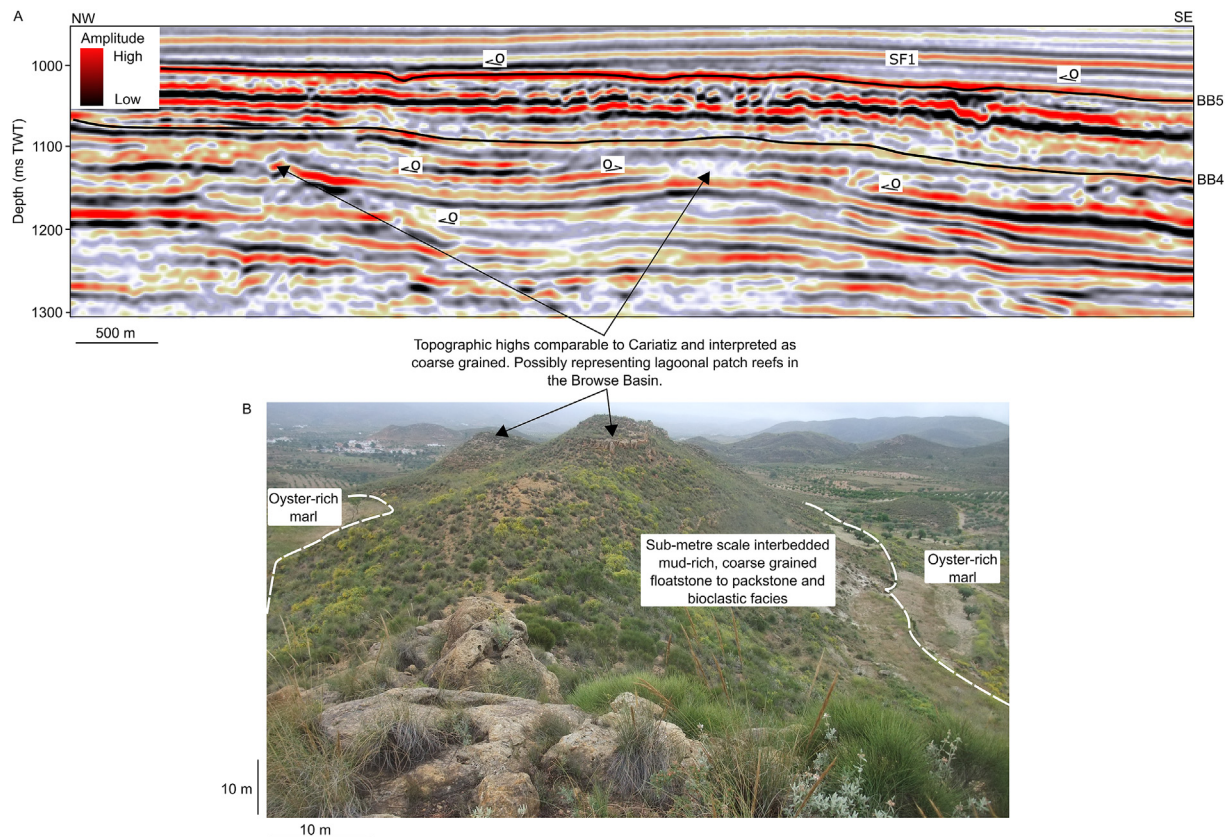 A
NW
SE
Amplitude
High
Low
O
SF1
O
1000
BB5
1100
O
O
O
BB4
O
1200
1300
Depth (ms TWT)
500 m
Topographic highs comparable to Cariatiz and interpreted as
coarse grained. Possibly representing lagoonal patch reefs in
the Browse Basin.
B
Oyster-rich
marl
Sub-metre scale interbedded
mud-rich, coarse grained
floatstone to packstone and
bioclastic facies
Oyster-rich
marl
10 m
10 m